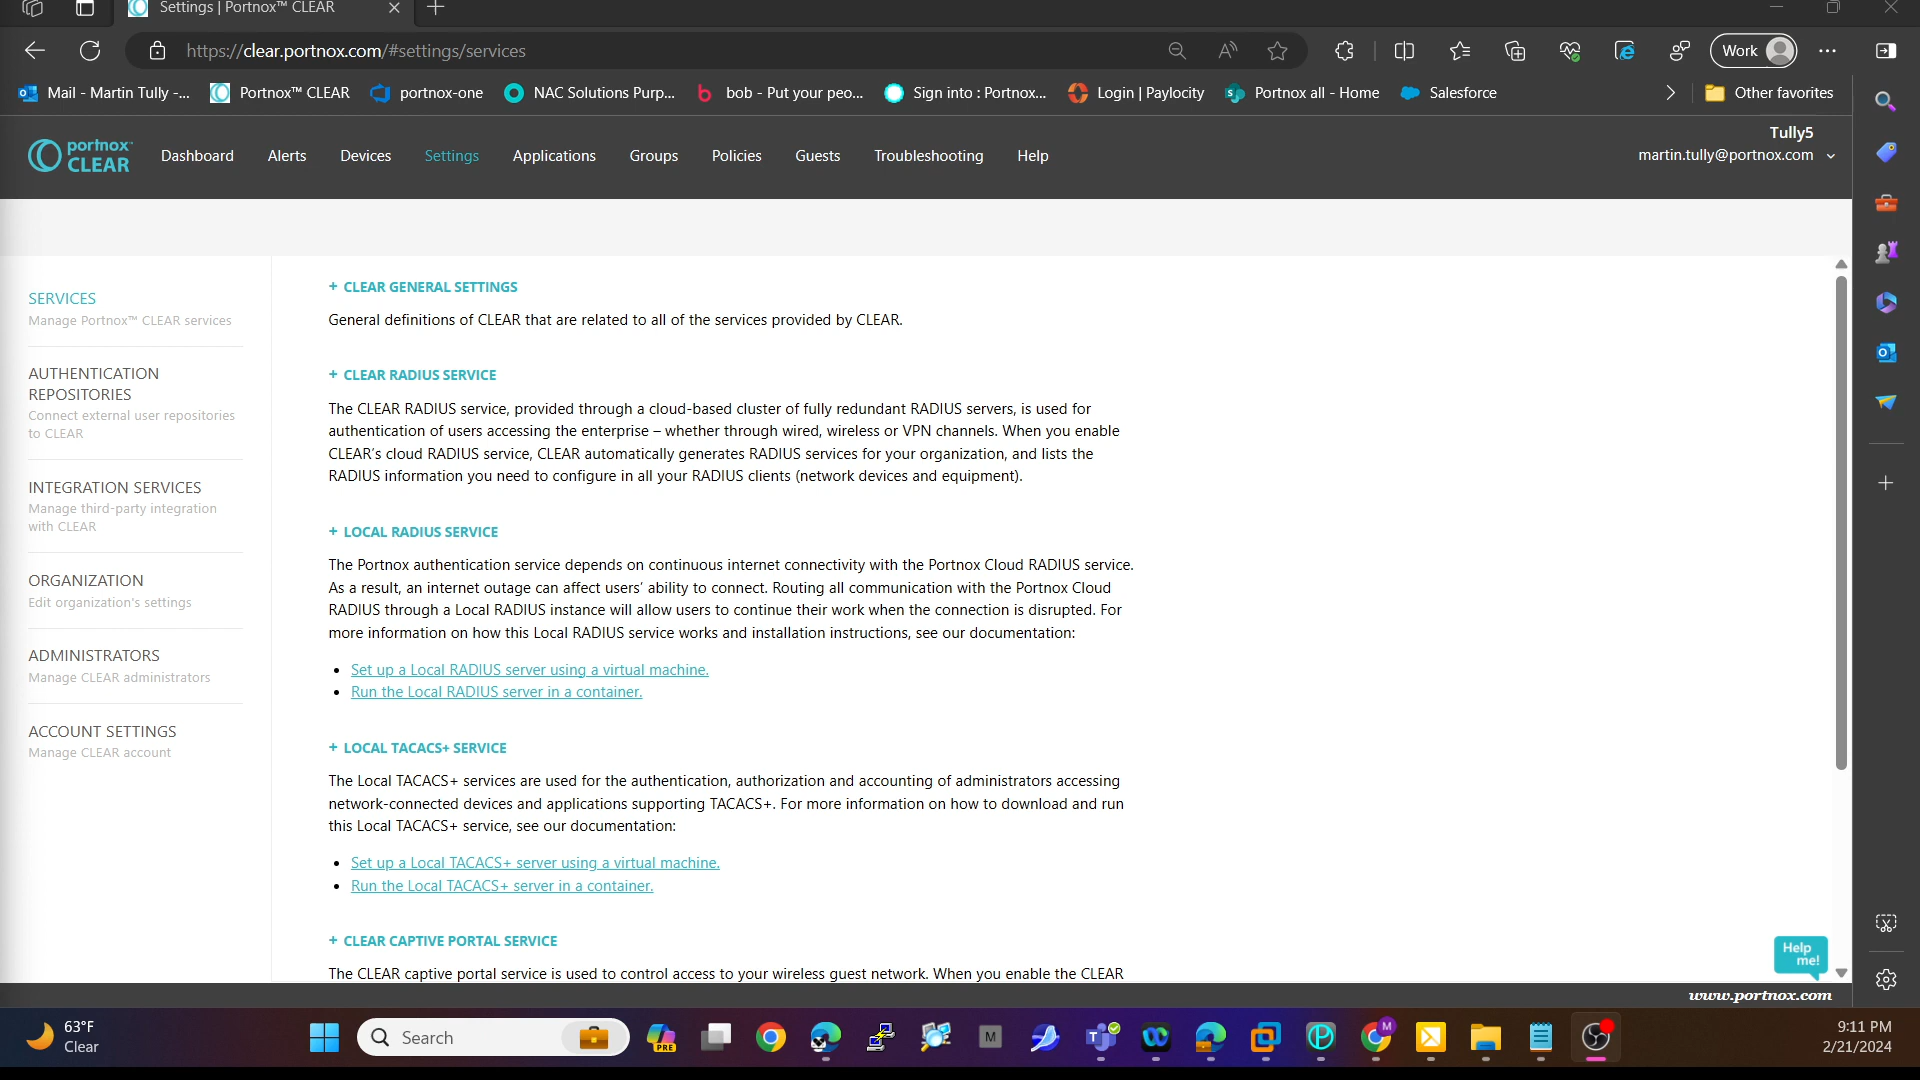 Settings | Portnox™ CLEAR
https://clear.portnox.com/#settings/services
Work
Mail - Martin Tully -...
Portnox™ CLEAR
portnox-one
NAC Solutions Purp...
bob - Put your peo...
Sign into : Portnox...
Login | Paylocity
Portnox all - Home
Salesforce
Other favorites
portnox™
CLEAR
Dashboard
Alerts
Devices
Settings
Applications
Groups
Policies
Guests
Troubleshooting
Help
Tully5
martin.tully@portnox.com
SERVICES
Manage Portnox™ CLEAR services
AUTHENTICATION
REPOSITORIES
Connect external user repositories
to CLEAR
INTEGRATION SERVICES
Manage third-party integration
with CLEAR
ORGANIZATION
Edit organization's settings
ADMINISTRATORS
Manage CLEAR administrators
ACCOUNT SETTINGS
Manage CLEAR account
+ CLEAR GENERAL SETTINGS
General definitions of CLEAR that are related to all of the services provided by CLEAR.
+ CLEAR RADIUS SERVICE
The CLEAR RADIUS service, provided through a cloud-based cluster of fully redundant RADIUS servers, is used for
authentication of users accessing the enterprise – whether through wired, wireless or VPN channels. When you enable
CLEAR's cloud RADIUS service, CLEAR automatically generates RADIUS services for your organization, and lists the
RADIUS information you need to configure in all your RADIUS clients (network devices and equipment).
+ LOCAL RADIUS SERVICE
The Portnox authentication service depends on continuous internet connectivity with the Portnox Cloud RADIUS service.
As a result, an internet outage can affect users' ability to connect. Routing all communication with the Portnox Cloud
RADIUS through a Local RADIUS instance will allow users to continue their work when the connection is disrupted. For
more information on how this Local RADIUS service works and installation instructions, see our documentation:
• Set up a Local RADIUS server using a virtual machine.
• Run the Local RADIUS server in a container.
+ LOCAL TACACS+ SERVICE
The Local TACACS+ services are used for the authentication, authorization and accounting of administrators accessing
network-connected devices and applications supporting TACACS+. For more information on how to download and run
this Local TACACS+ service, see our documentation:
• Set up a Local TACACS+ server using a virtual machine.
• Run the Local TACACS+ server in a container.
+ CLEAR CAPTIVE PORTAL SERVICE
The CLEAR captive portal service is used to control access to your wireless guest network. When you enable the CLEAR
Help
me!
www.portnox.com
63°F
Clear
Search
PRE
M
M
9:11 PM
2/21/2024